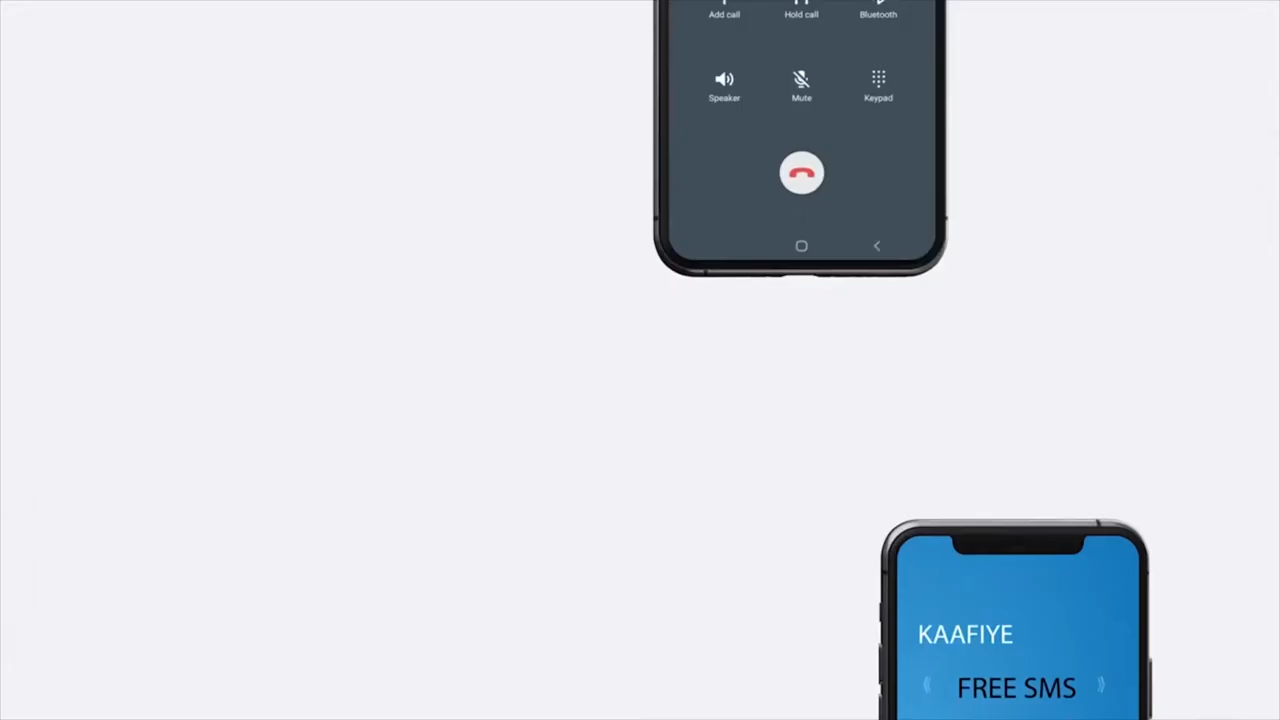 Add call Hold call Bluetooth
Speaker Mute Keypad
KAAFIYE
FREE SMS